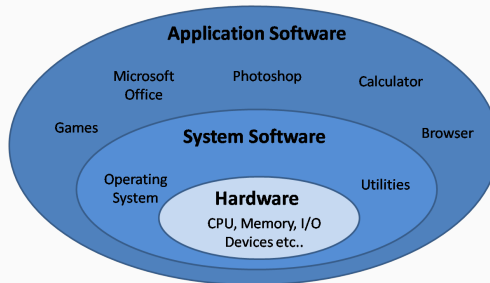 Application Software
Microsoft
Office
Photoshop
Calculator
Games
Browser
System Software
Operating
System
Utilities
Hardware
CPU, Memory, I/O
Devices etc..